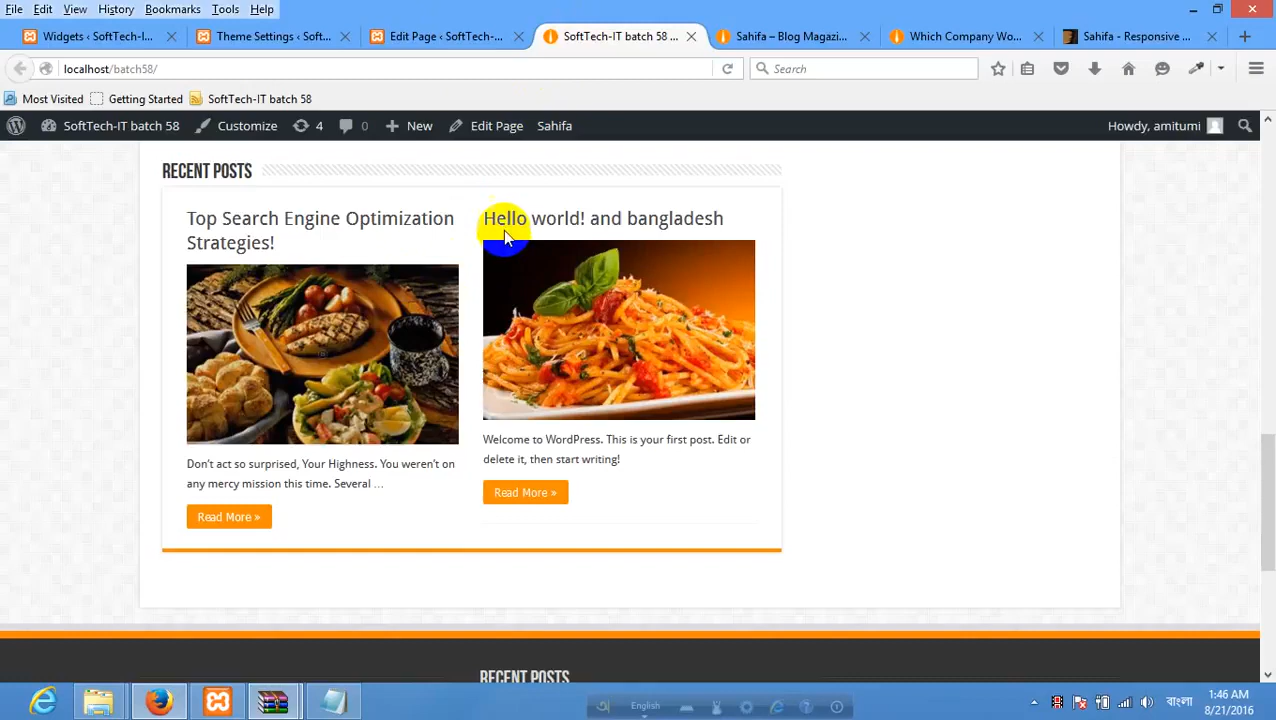 File Edit View History Bookmarks Tools Help
Widgets ‹ SoftTech-I... Theme Settings ‹ Soft... Edit Page ‹ SoftTech-... SoftTech-IT batch 58 ... Sahifa – Blog Magazi... Which Company Wo... Sahifa - Responsive ...
localhost/batch58/ Search
Most Visited Getting Started SoftTech-IT batch 58
SoftTech-IT batch 58 Customize 4 0 New Edit Page Sahifa Howdy, amitumi
RECENT POSTS
Top Search Engine Optimization
Strategies!
Don't act so surprised, Your Highness. You weren't on
any mercy mission this time. Several …
Read More »
Hello world! and bangladesh
Welcome to WordPress. This is your first post. Edit or
delete it, then start writing!
Read More »
RECENT POSTS
English
বাংলা
1:46 AM
8/21/2016